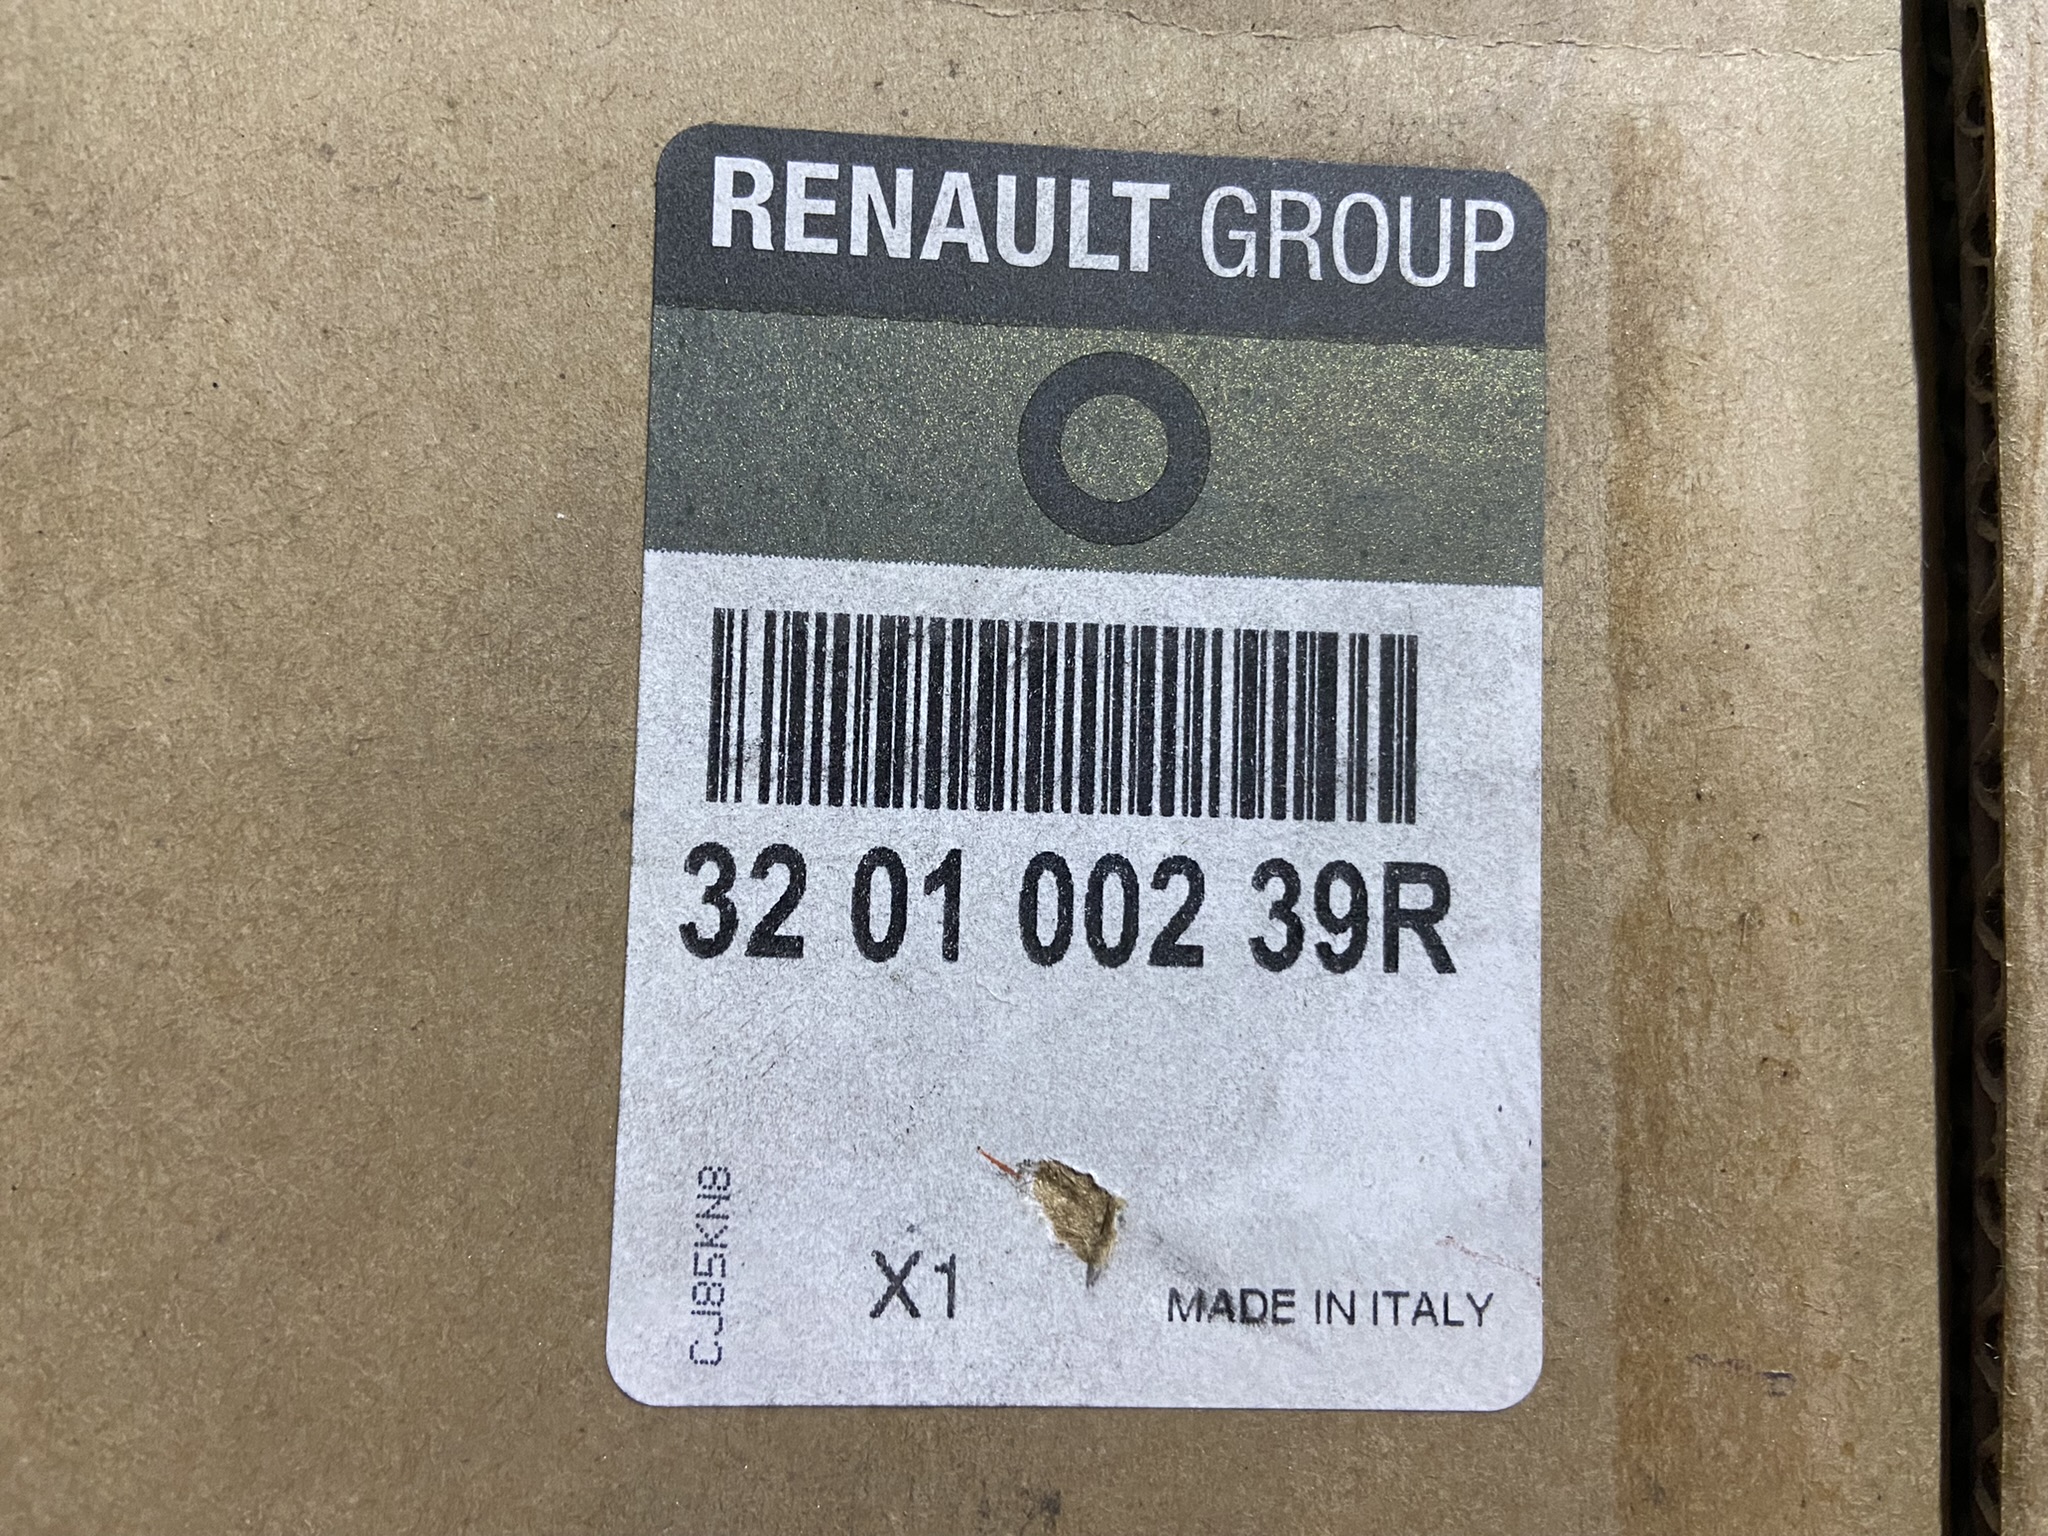 RENAULT GROUP
32 01 002 39R
CJ85KN8
X1
MADE IN ITALY